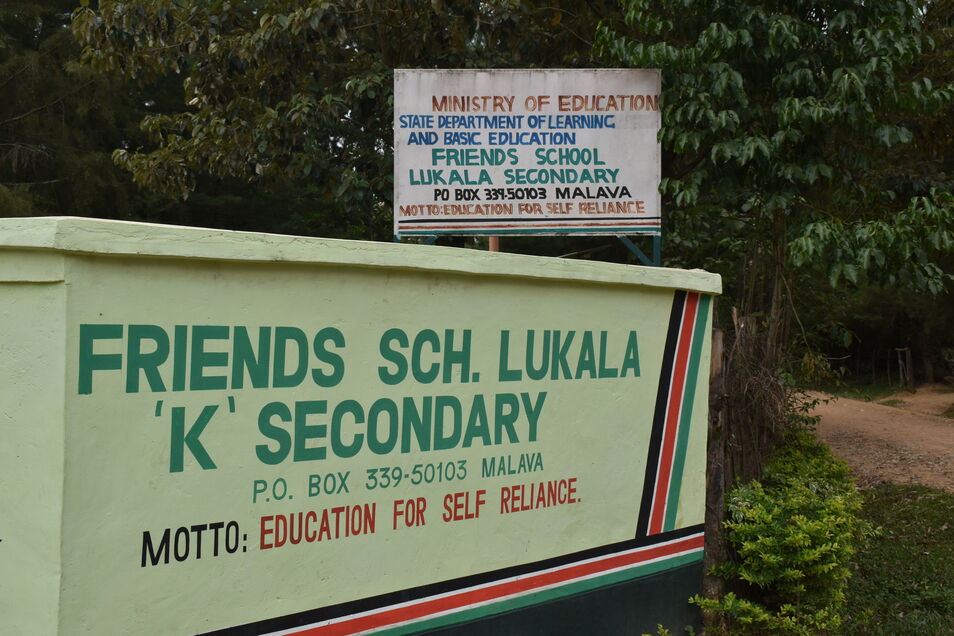 MINISTRY OF EDUCATION
STATE DEPARTMENT OF LEARNING
AND BASIC EDUCATION
FRIENDS SCHOOL
LUKALA SECONDARY
PO BOX 339-50103 MALAVA
MOTTO:EDUCATION FOR SELF RELIANCE
FRIENDS SCH. LUKALA
'K' SECONDARY
P.O. BOX 339-50103 MALAVA
MOTTO: EDUCATION FOR SELF RELIANCE.